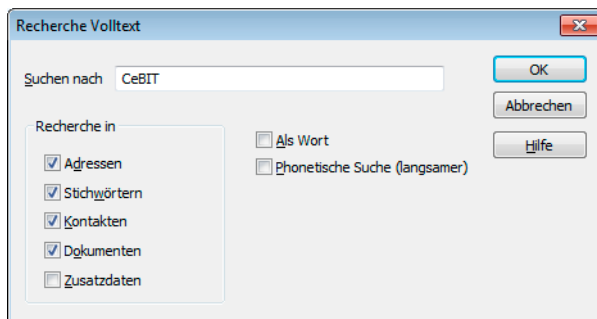 Recherche Volltext
Suchen nach CeBIT
OK
Abbrechen
Hilfe
Recherche in
Adressen
Stichwörtern
Kontakten
Dokumenten
Zusatzdaten
Als Wort
Phonetische Suche (langsamer)